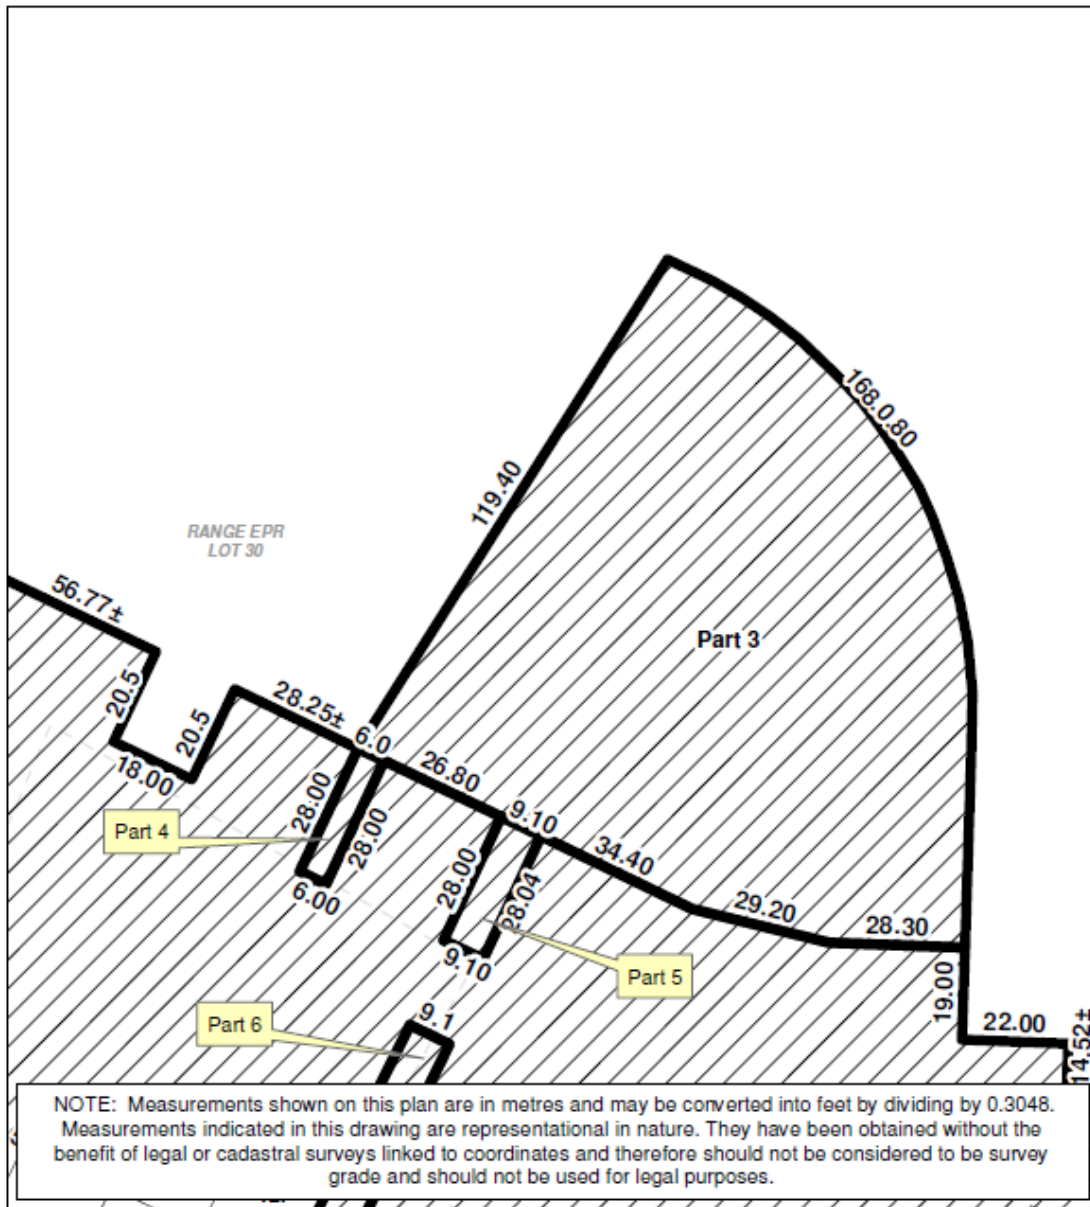 168.0.80
119.40
RANGE EPR
LOT 30
56.77±
Part 3
20.5
20.5
28.25±
6.0
18.00
26.80
9.10
28.00
Part 4
28.00
34.40
28.00
28.04
6.00
29.20
28.30
9.10
Part 5
19.00
Part 6
9.1
22.00
14.52±
NOTE: Measurements shown on this plan are in metres and may be converted into feet by dividing by 0.3048.
Measurements indicated in this drawing are representational in nature. They have been obtained without the
benefit of legal or cadastral surveys linked to coordinates and therefore should not be considered to be survey
grade and should not be used for legal purposes.